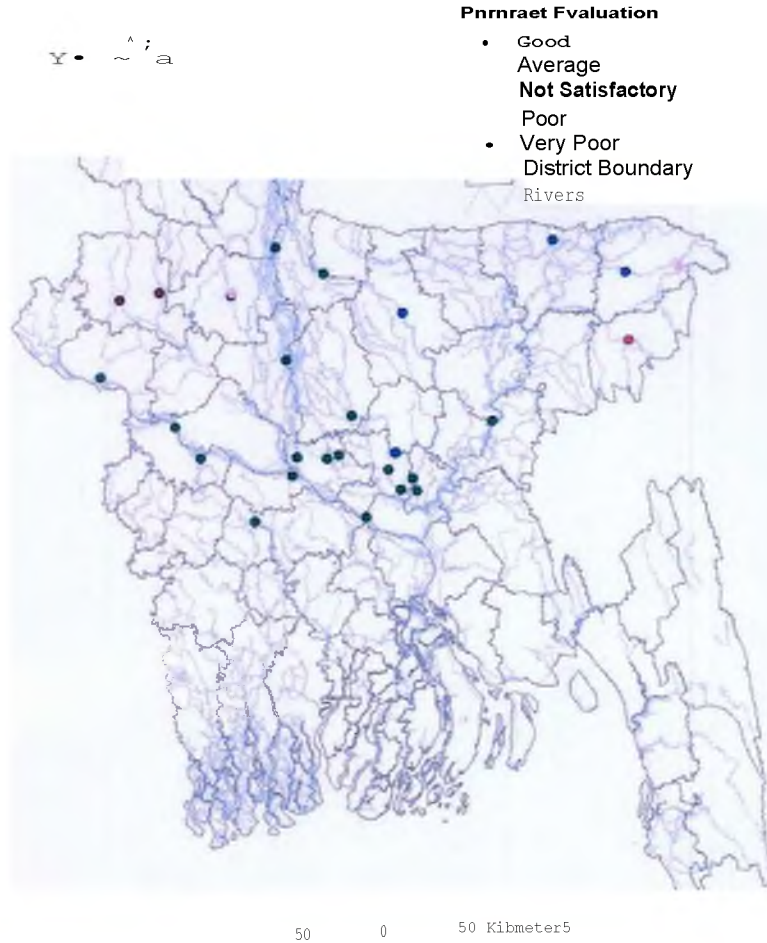 Pnrnraet Fvaluation
Y• ~^;a
• Good
Average
Not Satisfactory
Poor
• Very Poor
District Boundary
Rivers
50 0 50 Kibmeter5